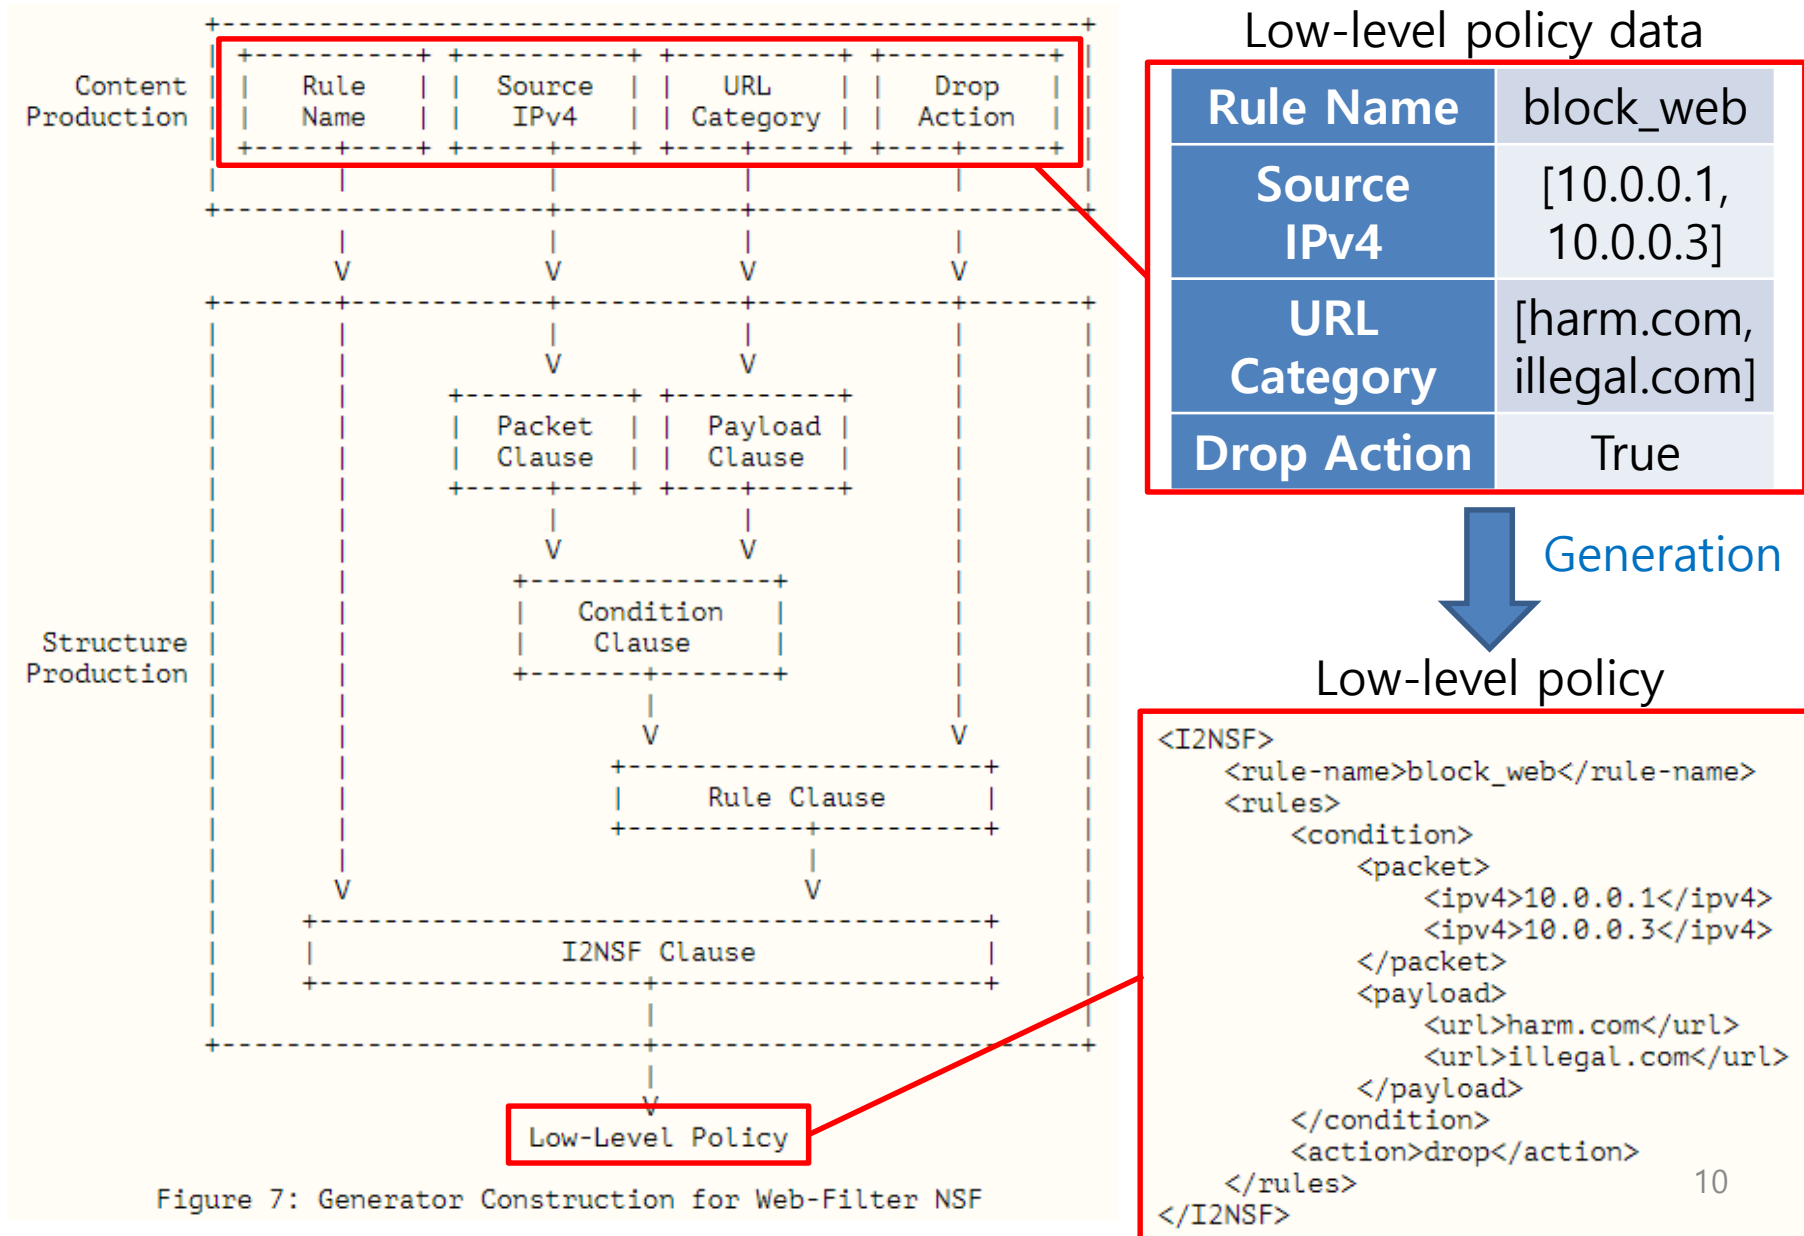 Content
Production
Rule
Name
Source
IPv4
URL
Category
Drop
Action
V V V V
V V
Packet
Clause
Payload
Clause
V V
Structure
Production
Condition
Clause
V V
Rule Clause
V V
I2NSF Clause
V
Low-Level Policy
Figure 7: Generator Construction for Web-Filter NSF
Low-level policy data
Rule Name block_web
Source
IPv4
[10.0.0.1,
10.0.0.3]
URL
Category
[harm.com,
illegal.com]
Drop Action True
Generation
Low-level policy
<I2NSF>
<rule-name>block_web</rule-name>
<rules>
<condition>
<packet>
<ipv4>10.0.0.1</ipv4>
<ipv4>10.0.0.3</ipv4>
</packet>
<payload>
<url>harm.com</url>
<url>illegal.com</url>
</payload>
</condition>
<action>drop</action>
</rules>
</I2NSF>
10